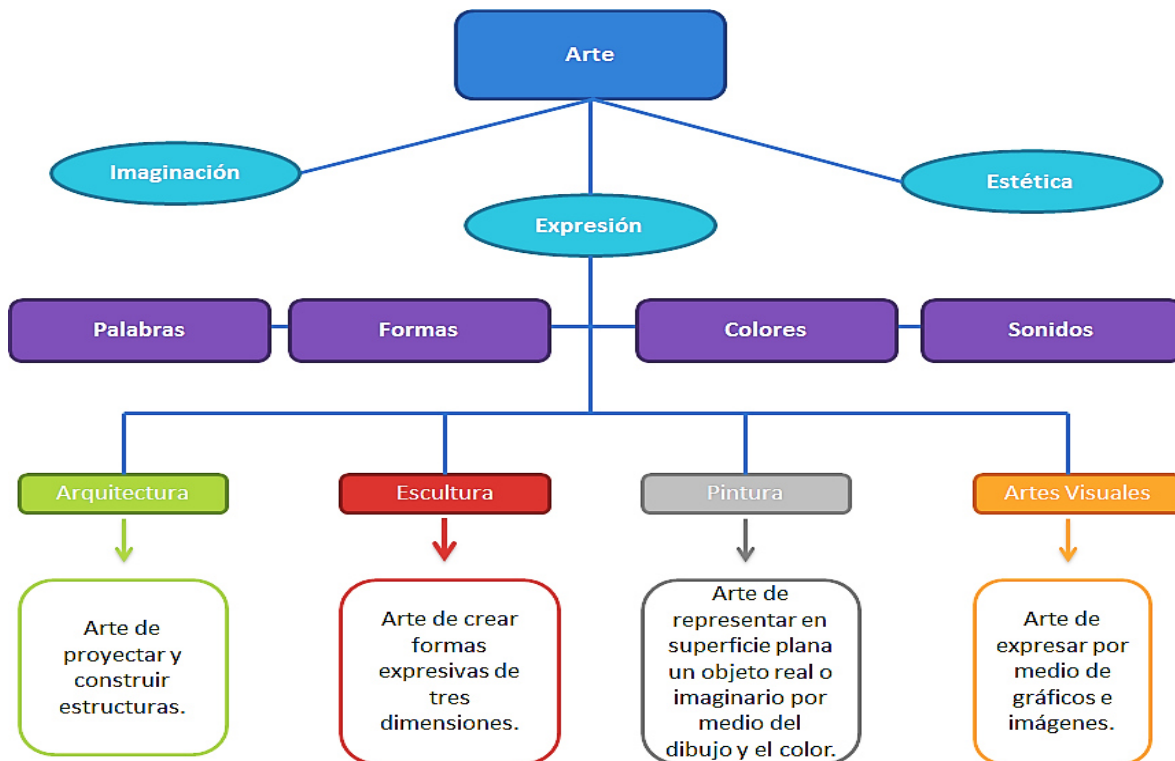 Arte
Imaginación
Estética
Expresión
Palabras
Formas
Colores
Sonidos
Arquitectura
Escultura
Pintura
Artes Visuales
Arte de
proyectar y
construir
estructuras.
Arte de crear
formas
expresivas de
tres
dimensiones.
Arte de
representar en
superficie plana
un objeto real o
imaginario por
medio del
dibujo y el color.
Arte de
expresar por
medio de
gráficos e
imágenes.